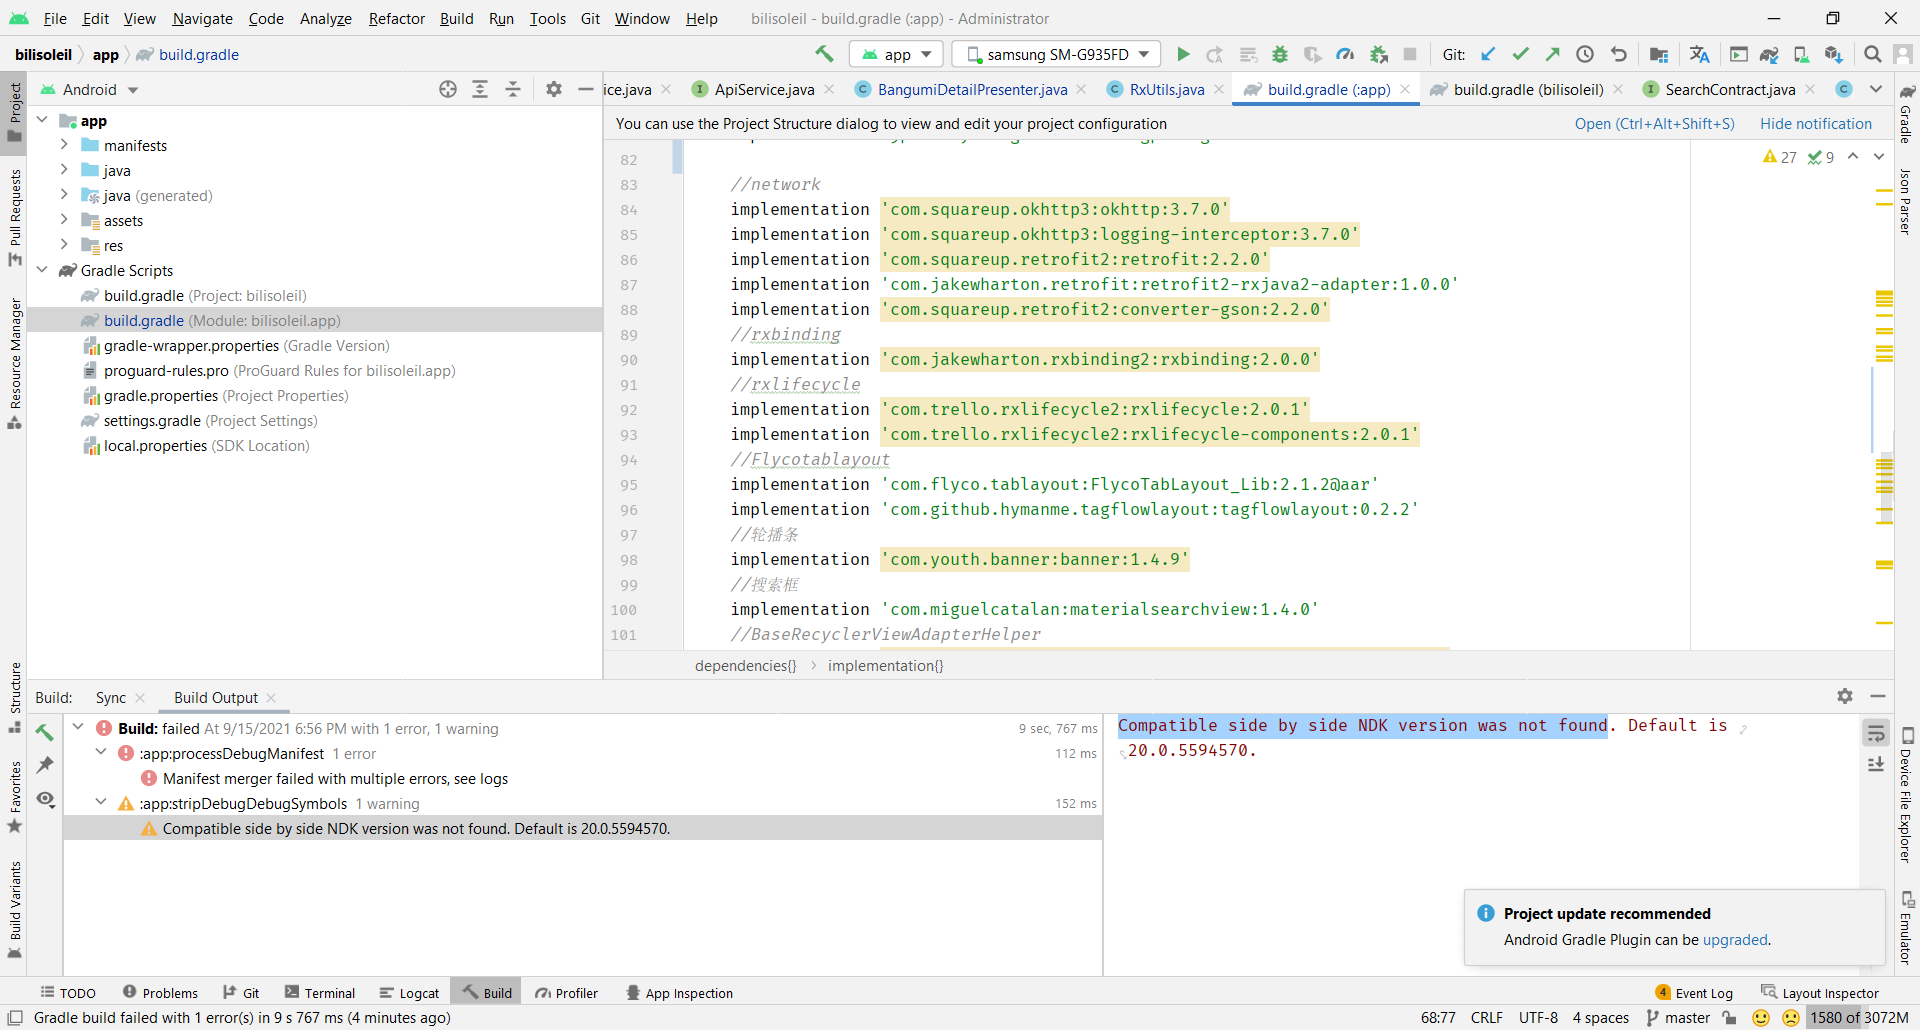 File Edit View Navigate Code Analyze Refactor Build Run Tools Git Window Help bilisoleil - build.gradle (:app) - Administrator
bilisoleil app build.gradle app samsung SM-G935FD Git:
Android
ice.java ApiService.java BangumiDetailPresenter.java RxUtils.java build.gradle (:app) build.gradle (bilisoleil) SearchContract.java
You can use the Project Structure dialog to view and edit your project configuration Open (Ctrl+Alt+Shift+S) Hide notification
app
manifests
java
java (generated)
assets
res
Gradle Scripts
build.gradle (Project: bilisoleil)
build.gradle (Module: bilisoleil.app)
gradle-wrapper.properties (Gradle Version)
proguard-rules.pro (ProGuard Rules for bilisoleil.app)
gradle.properties (Project Properties)
settings.gradle (Project Settings)
local.properties (SDK Location)
27 9
82
83 //network
84 implementation 'com.squareup.okhttp3:okhttp:3.7.0'
85 implementation 'com.squareup.okhttp3:logging-interceptor:3.7.0'
86 implementation 'com.squareup.retrofit2:retrofit:2.2.0'
87 implementation 'com.jakewharton.retrofit:retrofit2-rxjava2-adapter:1.0.0'
88 implementation 'com.squareup.retrofit2:converter-gson:2.2.0'
89 //rxbinding
90 implementation 'com.jakewharton.rxbinding2:rxbinding:2.0.0'
91 //rxlifecycle
92 implementation 'com.trello.rxlifecycle2:rxlifecycle:2.0.1'
93 implementation 'com.trello.rxlifecycle2:rxlifecycle-components:2.0.1'
94 //Flycotablayout
95 implementation 'com.flyco.tablayout:FlycoTabLayout_Lib:2.1.2@aar'
96 implementation 'com.github.hymanme.tagflowlayout:tagflowlayout:0.2.2'
97 //轮播条
98 implementation 'com.youth.banner:banner:1.4.9'
99 //搜索框
100 implementation 'com.miguelcatalan:materialsearchview:1.4.0'
101 //BaseRecyclerViewAdapterHelper
dependencies{} implementation{}
Project
Pull Requests
Resource Manager
Structure
Favorites
Build Variants
Gradle
Json Parser
Device File Explorer
Emulator
Build: Sync Build Output
Build: failed At 9/15/2021 6:56 PM with 1 error, 1 warning 9 sec, 767 ms
:app:processDebugManifest 1 error 112 ms
Manifest merger failed with multiple errors, see logs
:app:stripDebugDebugSymbols 1 warning 152 ms
Compatible side by side NDK version was not found. Default is 20.0.5594570.
Compatible side by side NDK version was not found. Default is
20.0.5594570.
Project update recommended
Android Gradle Plugin can be upgraded.
TODO Problems Git Terminal Logcat Build Profiler App Inspection 4 Event Log Layout Inspector
Gradle build failed with 1 error(s) in 9 s 767 ms (4 minutes ago) 68:77 CRLF UTF-8 4 spaces master 1580 of 3072M